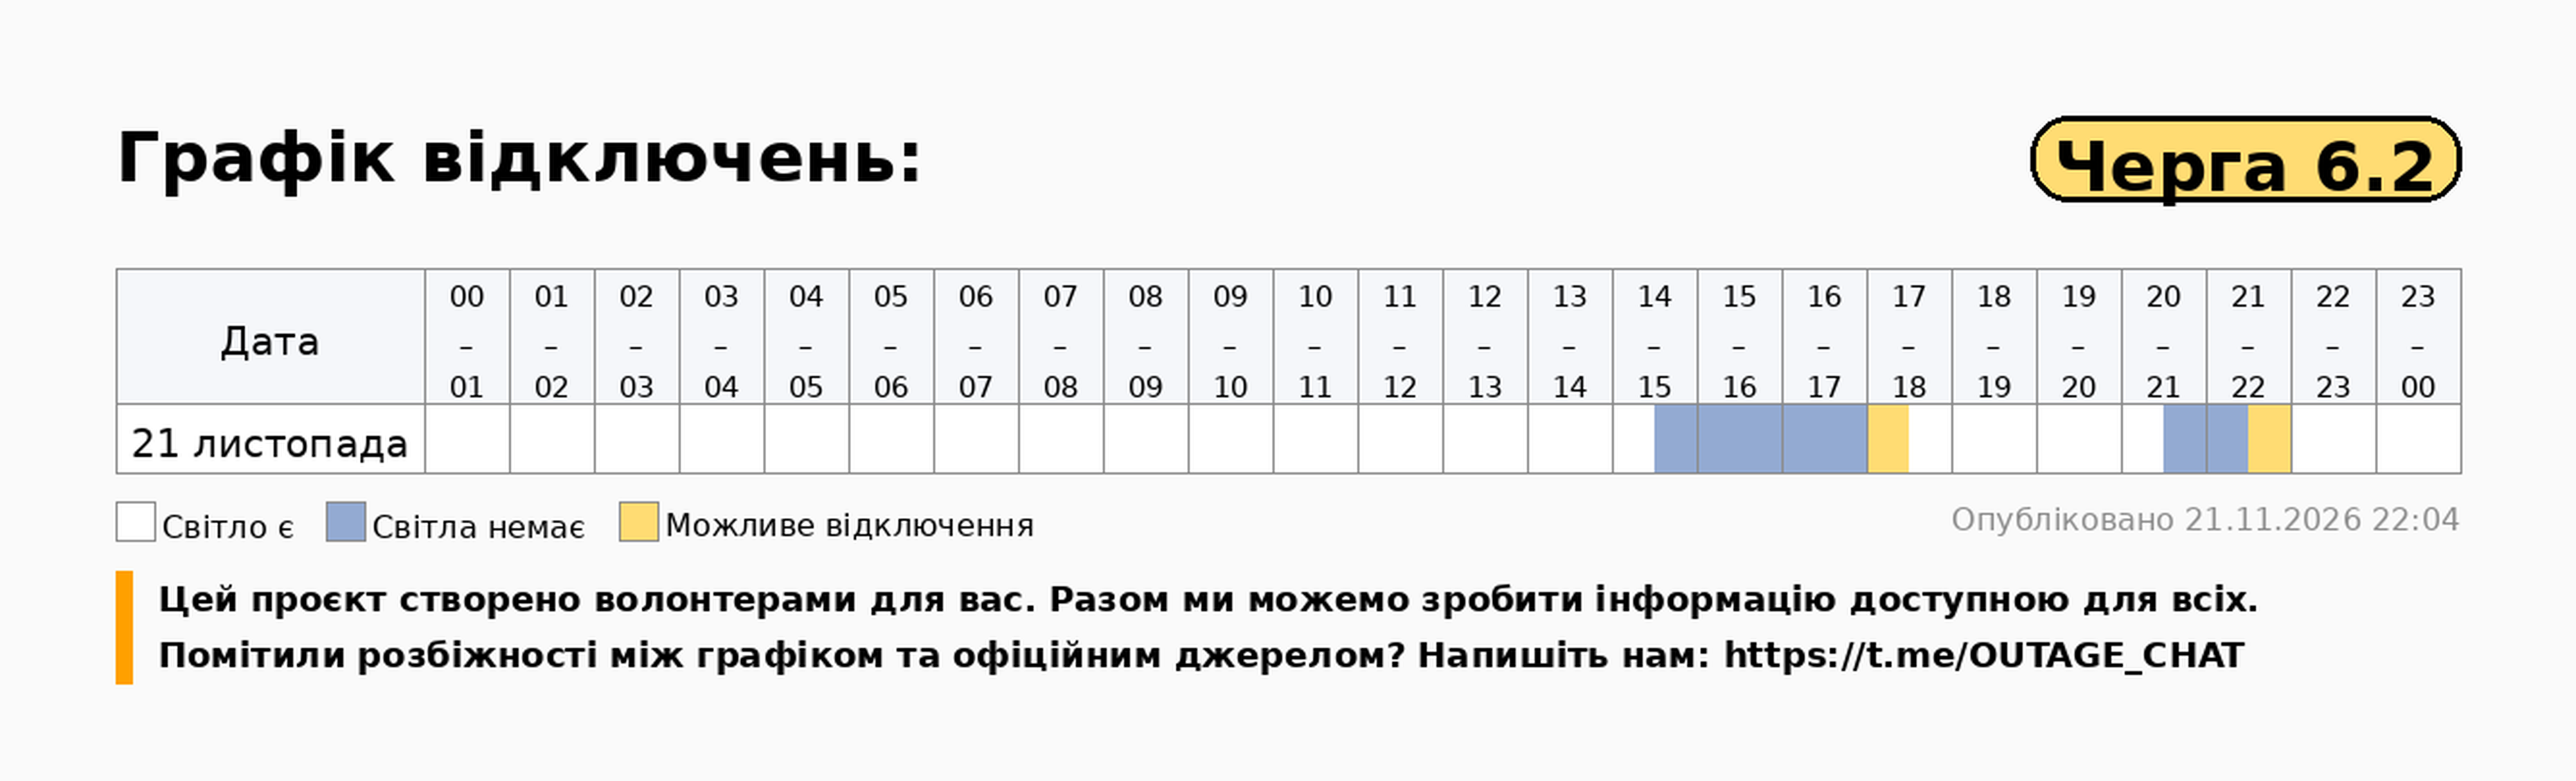 Графік відключень:
Черга 6.2
Дата
00 – 01
01 – 02
02 – 03
03 – 04
04 – 05
05 – 06
06 – 07
07 – 08
08 – 09
09 – 10
10 – 11
11 – 12
12 – 13
13 – 14
14 – 15
15 – 16
16 – 17
17 – 18
18 – 19
19 – 20
20 – 21
21 – 22
22 – 23
23 – 00
21 листопада
Світло є
Світла немає
Можливе відключення
Опубліковано 21.11.2026 22:04
Цей проєкт створено волонтерами для вас. Разом ми можемо зробити інформацію доступною для всіх.
Помітили розбіжності між графіком та офіційним джерелом? Напишіть нам: https://t.me/OUTAGE_CHAT